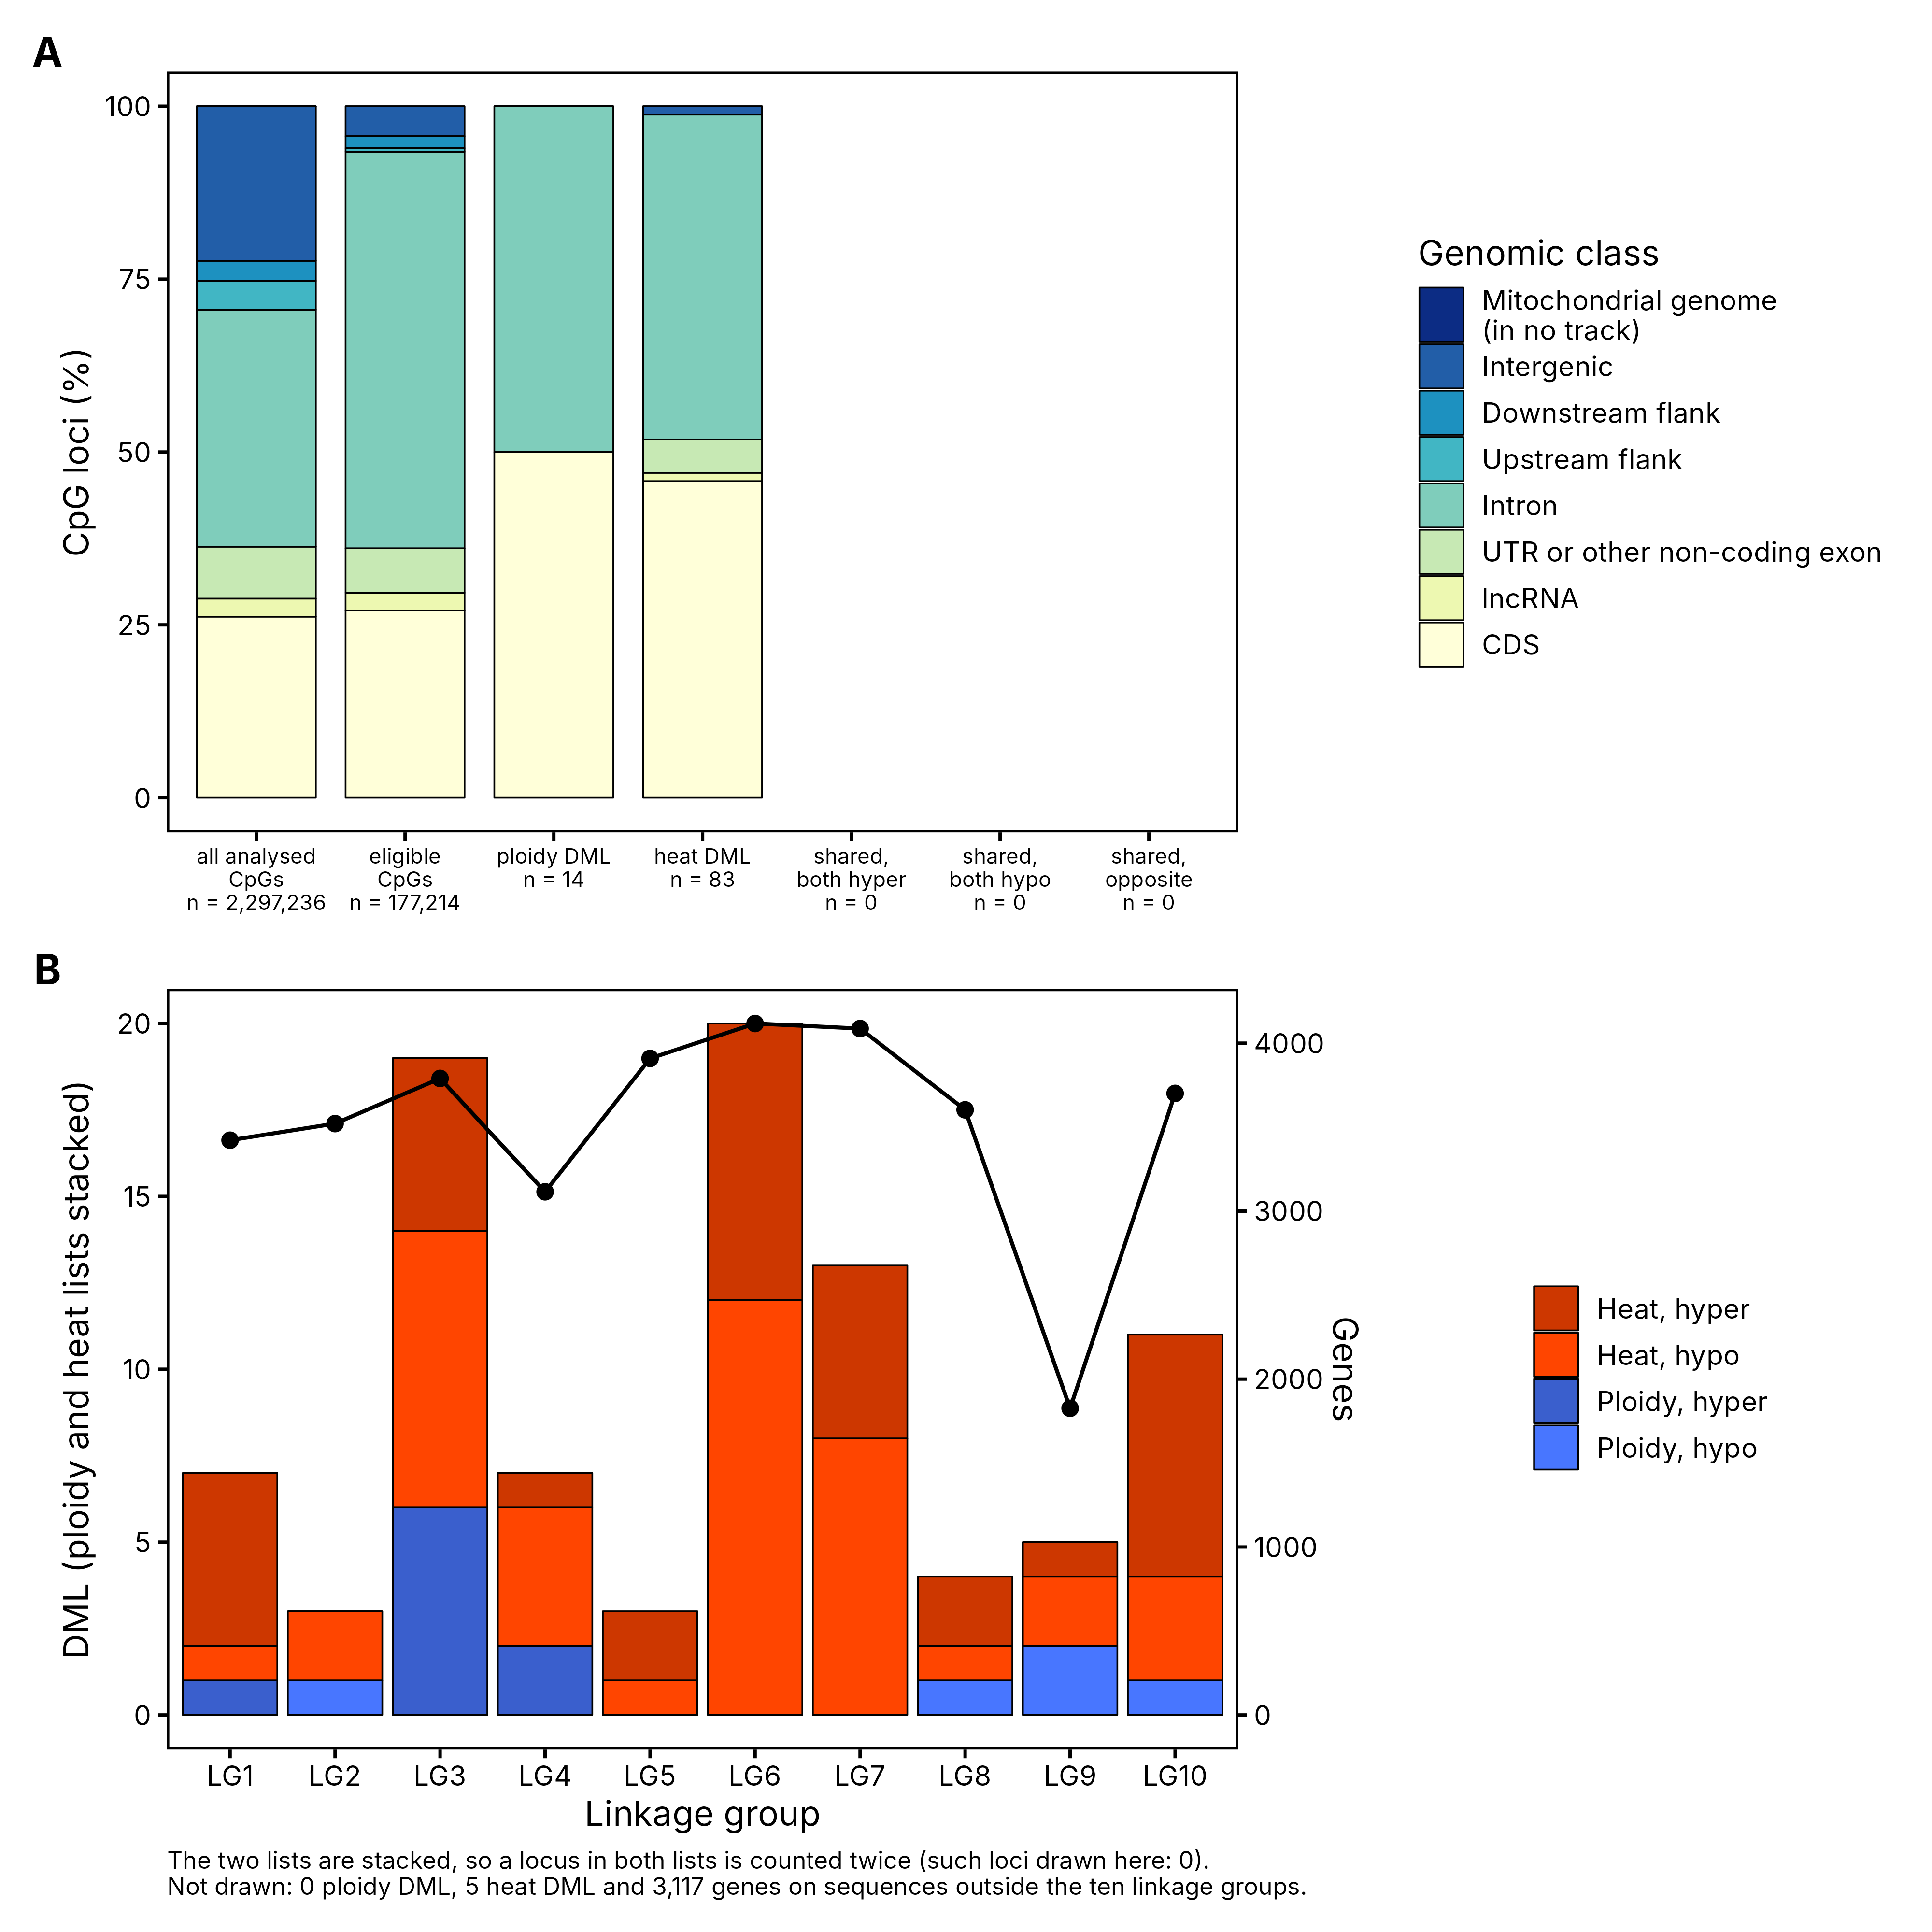 A
CpG loci (%)
100
75
50
25
0
all analysed
CpGs
n = 2,297,236
eligible
CpGs
n = 177,214
ploidy DML
n = 14
heat DML
n = 83
shared,
both hyper
n = 0
shared,
both hypo
n = 0
shared,
opposite
n = 0
Genomic class
Mitochondrial genome
(in no track)
Intergenic
Downstream flank
Upstream flank
Intron
UTR or other non-coding exon
lncRNA
CDS
B
DML (ploidy and heat lists stacked)
20
15
10
5
0
4000
3000
2000
1000
0
Genes
LG1
LG2
LG3
LG4
LG5
LG6
LG7
LG8
LG9
LG10
Linkage group
Heat, hyper
Heat, hypo
Ploidy, hyper
Ploidy, hypo
The two lists are stacked, so a locus in both lists is counted twice (such loci drawn here: 0).
Not drawn: 0 ploidy DML, 5 heat DML and 3,117 genes on sequences outside the ten linkage groups.